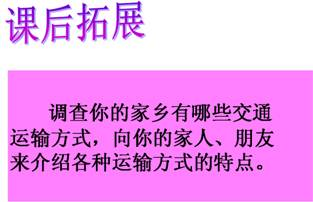 课后拓展
调查你的家乡有哪些交通
运输方式，向你的家人、朋友
来介绍各种运输方式的特点。